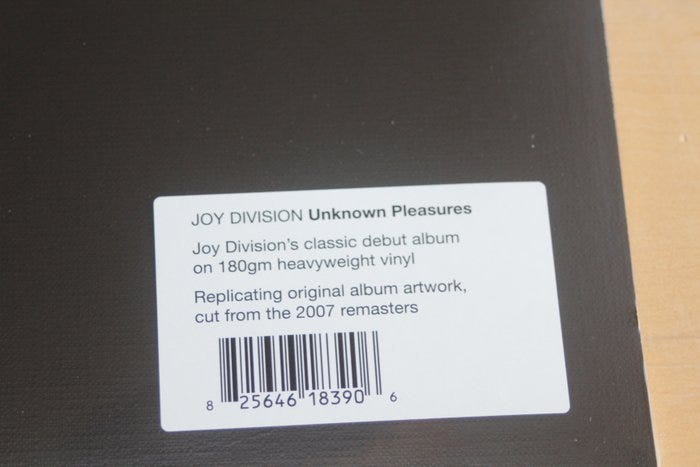 JOY DIVISION Unknown Pleasures
Joy Division's classic debut album
on 180gm heavyweight vinyl
Replicating original album artwork,
cut from the 2007 remasters
8 25646 18390 6